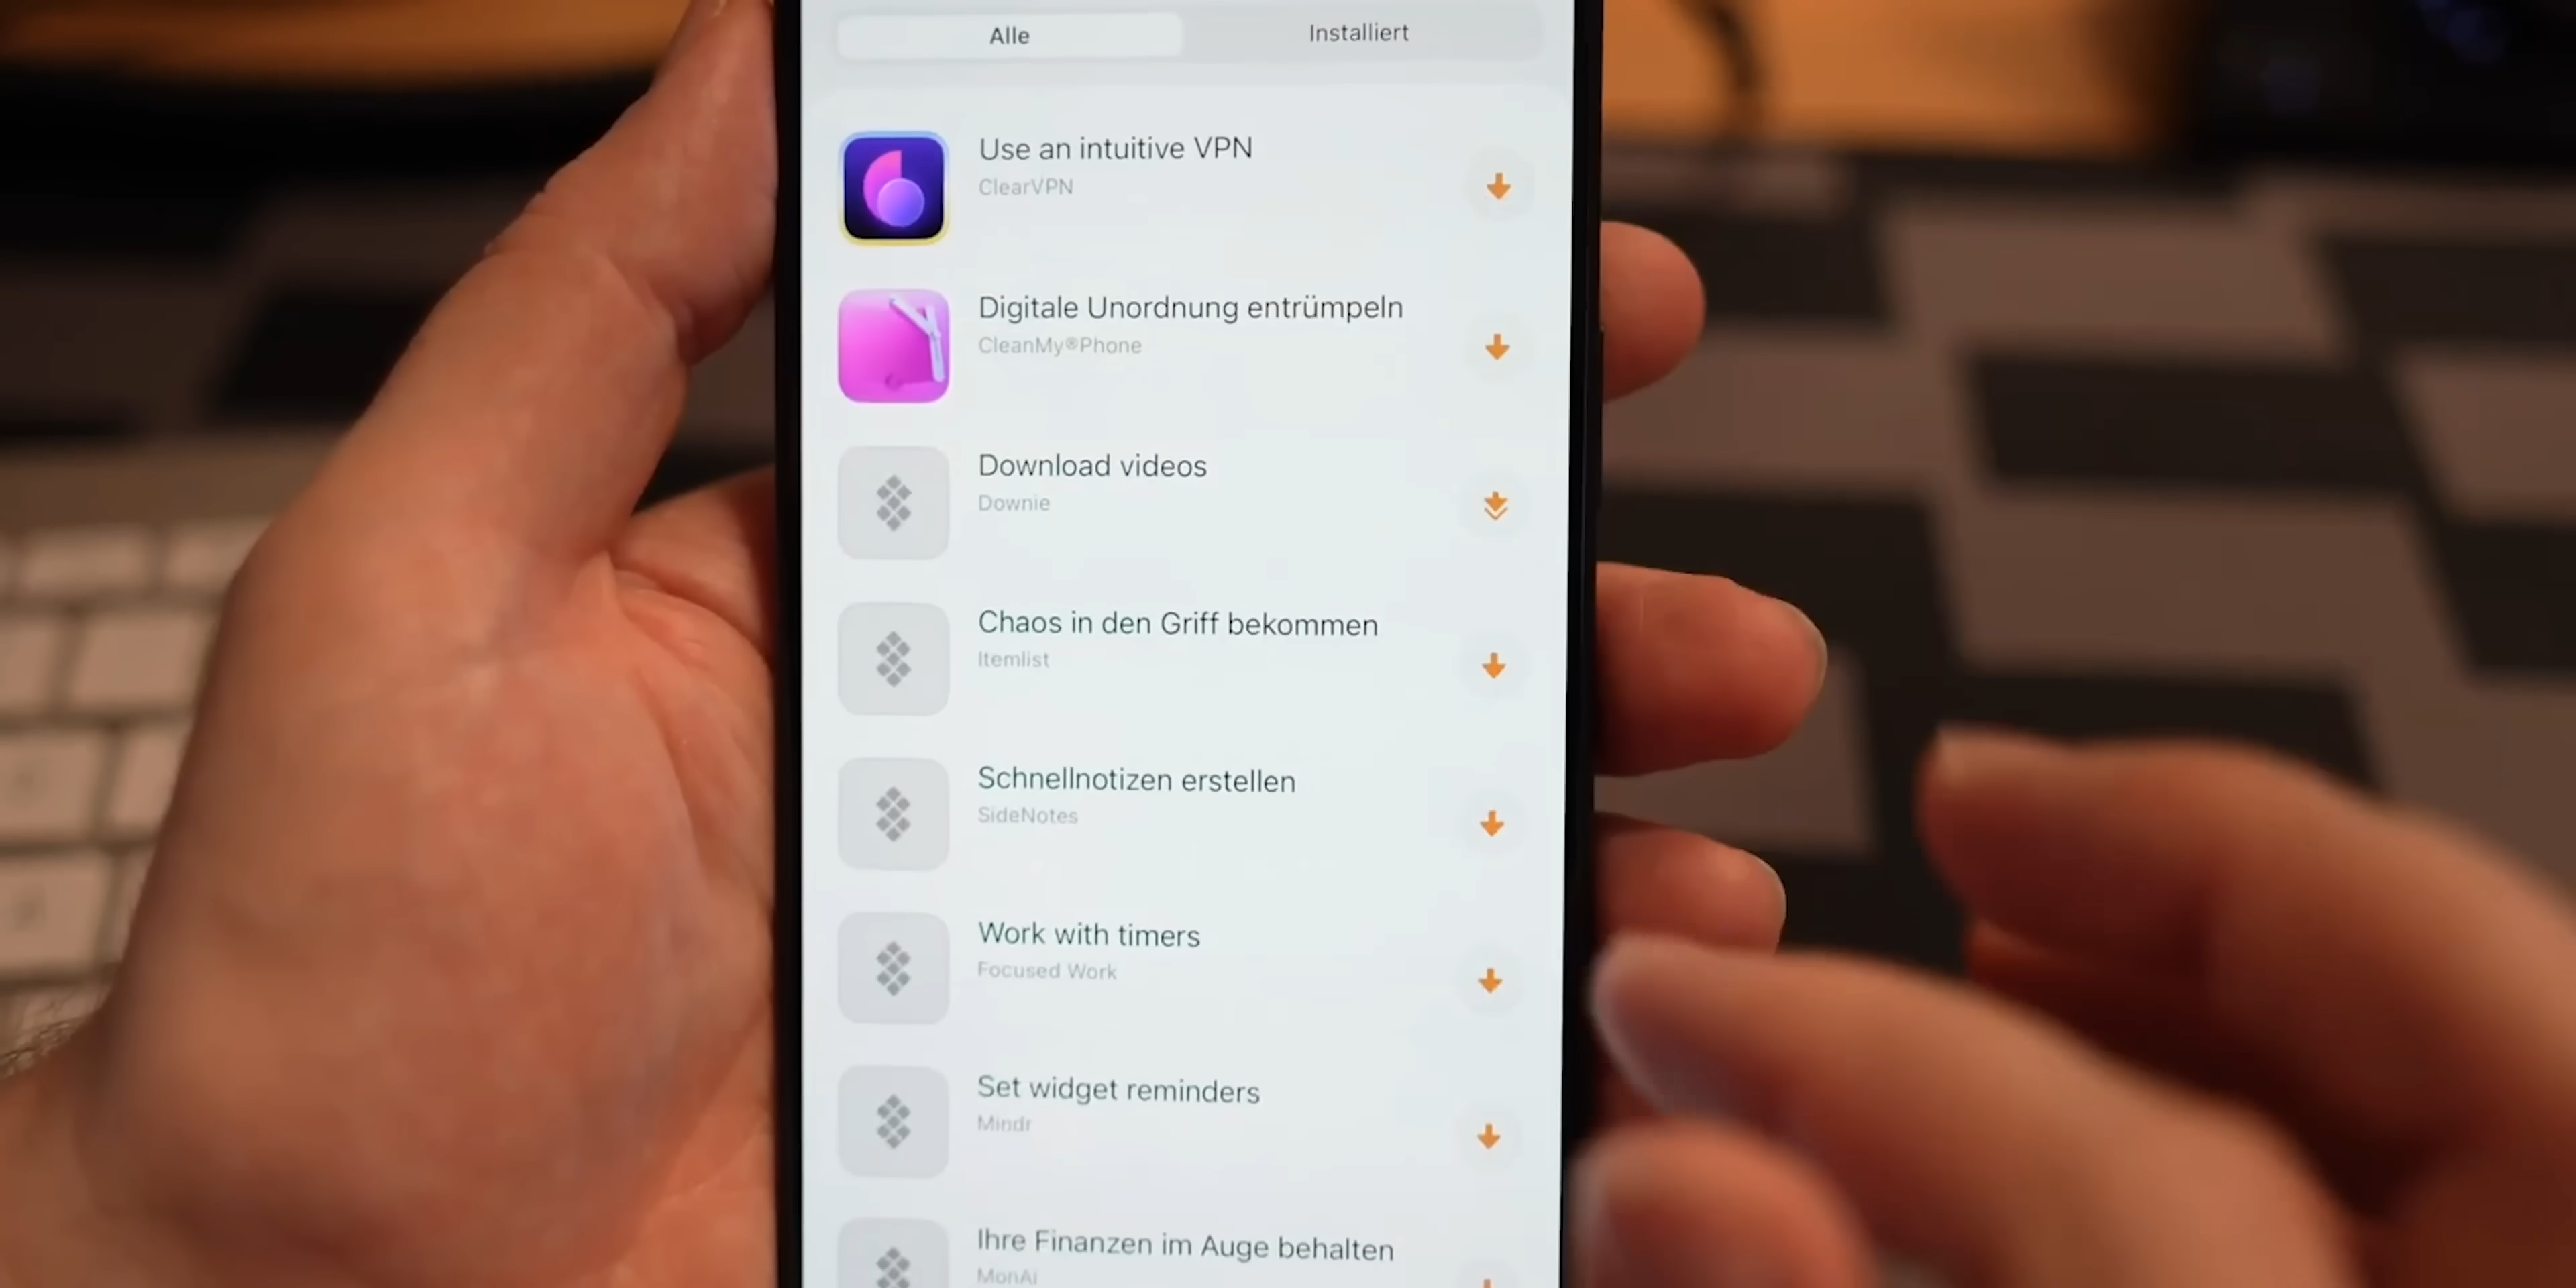 Alle
Installiert
Use an intuitive VPN
ClearVPN
Digitale Unordnung entrümpeln
CleanMy®Phone
Download videos
Downie
Chaos in den Griff bekommen
Itemlist
Schnellnotizen erstellen
SideNotes
Work with timers
Focused Work
Set widget reminders
Mindr
Ihre Finanzen im Auge behalten
MonAi